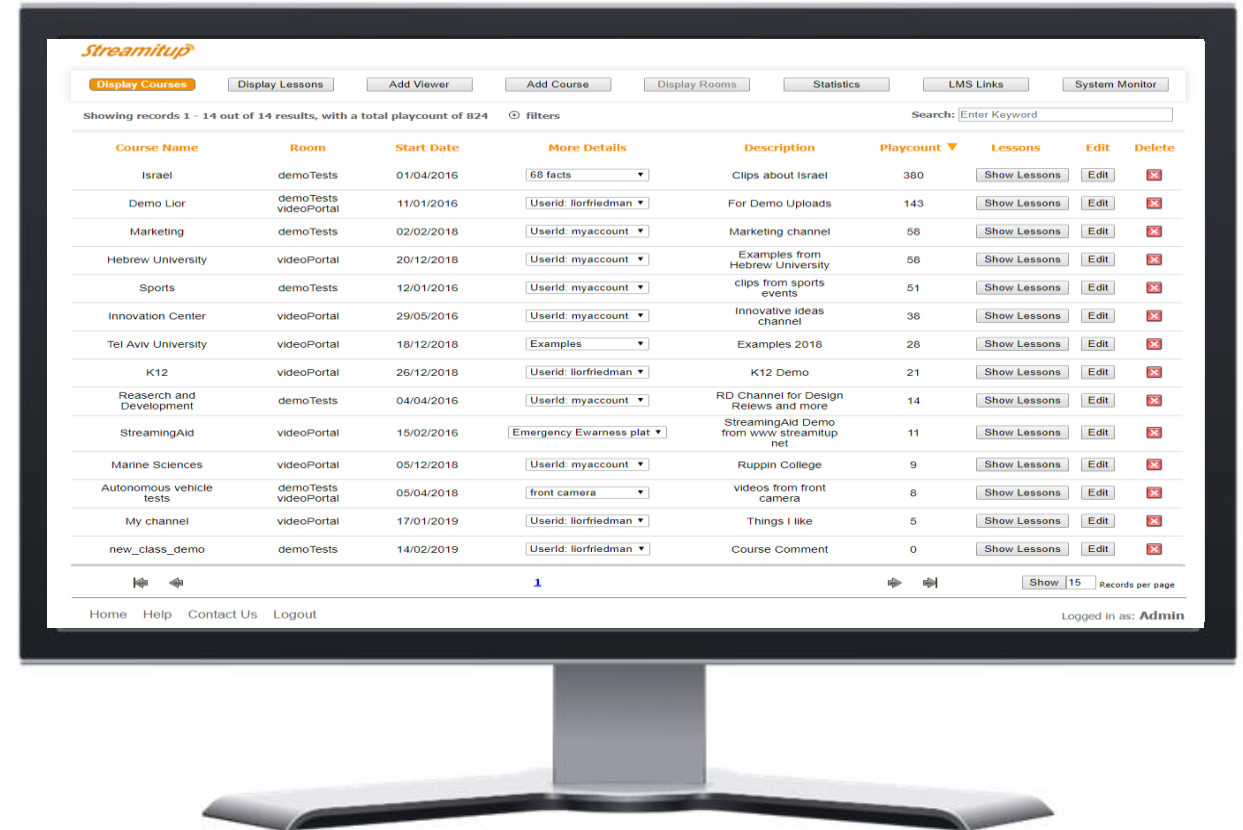 Streamitup
Display Courses Display Lessons Add Viewer Add Course Display Rooms Statistics LMS Links System Monitor
Showing records 1 - 14 out of 14 results, with a total playcount of 824 filters Search: Enter Keyword
Course Name Room Start Date More Details Description Playcount ▼ Lessons Edit Delete
Israel demoTests 01/04/2016 68 facts Clips about Israel 380 Show Lessons Edit
Demo Lior demoTests videoPortal 11/01/2016 Userid: liorfriedman For Demo Uploads 143 Show Lessons Edit
Marketing demoTests 02/02/2018 UserId: myaccount Marketing channel 58 Show Lessons Edit
Hebrew University videoPortal 20/12/2018 UserId: myaccount Examples from Hebrew University 58 Show Lessons Edit
Sports demoTests 12/01/2016 UserId: myaccount clips from sports events 51 Show Lessons Edit
Innovation Center videoPortal 29/05/2016 UserId: myaccount Innovative ideas channel 38 Show Lessons Edit
Tel Aviv University videoPortal 18/12/2018 Examples Examples 2018 28 Show Lessons Edit
K12 videoPortal 26/12/2018 Userid: liorfriedman K12 Demo 21 Show Lessons Edit
Reaserch and Development demoTests 04/04/2016 UserId: myaccount RD Channel for Design Reiews and more 14 Show Lessons Edit
StreamingAid videoPortal 15/02/2016 Emergency Ewarness plat StreamingAid Demo from www streamitup net 11 Show Lessons Edit
Marine Sciences videoPortal 05/12/2018 UserId: myaccount Ruppin College 9 Show Lessons Edit
Autonomous vehicle tests demoTests videoPortal 05/04/2018 front camera videos from front camera 8 Show Lessons Edit
My channel videoPortal 17/01/2019 Userid: liorfriedman Things I like 5 Show Lessons Edit
new_class_demo demoTests 14/02/2019 UserId: liorfriedman Course Comment 0 Show Lessons Edit
1 Show 15 Records per page
Home Help Contact Us Logout Logged in as: Admin